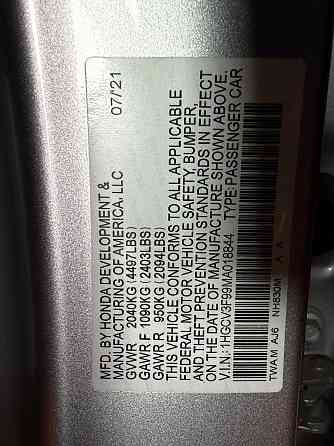 MFD. BY HONDA DEVELOPMENT &
MANUFACTURING OF AMERICA, LLC 07/21
GVWR 2040KG (4497LBS)
GAWR F 1090KG (2403LBS)
GAWR R 950KG (2094LBS)
THIS VEHICLE CONFORMS TO ALL APPLICABLE
FEDERAL MOTOR VEHICLE SAFETY, BUMPER,
AND THEFT PREVENTION STANDARDS IN EFFECT
ON THE DATE OF MANUFACTURE SHOWN ABOVE.
V.I.N.: 1HGCV3F99MA018844 TYPE: PASSENGER CAR
TWA M AJ6 NH830M A A